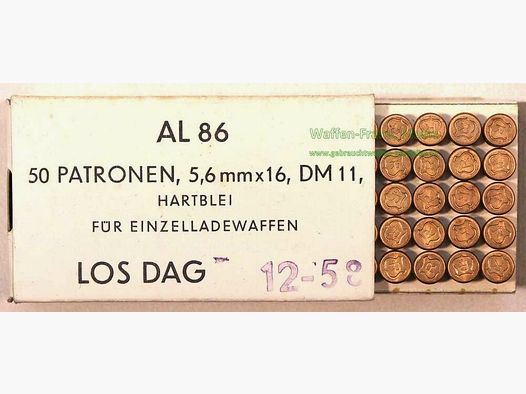 AL 86
50 PATRONEN, 5,6 mm x 16, DM 11,
HARTBLEI
FÜR EINZELLADEWAFFEN
LOS DAG 12-58